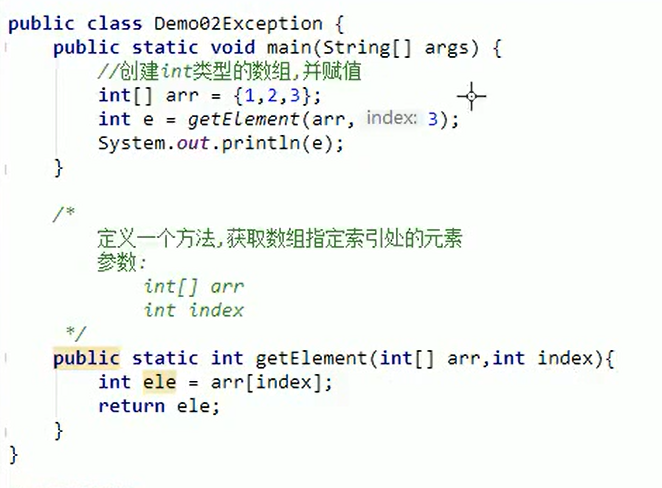 public class Demo02Exception {
public static void main(String[] args) {
//创建int类型的数组,并赋值
int[] arr = {1,2,3};
int e = getElement(arr, index: 3);
System.out.println(e);
}
/*
定义一个方法,获取数组指定索引处的元素
参数:
int[] arr
int index
*/
public static int getElement(int[] arr,int index){
int ele = arr[index];
return ele;
}
}